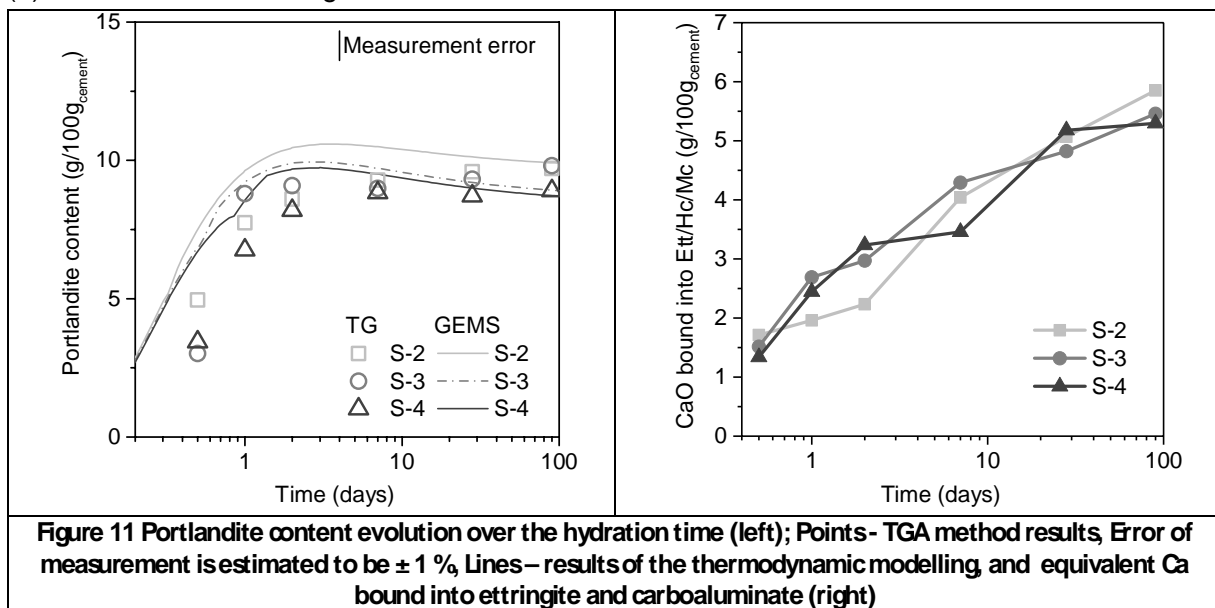 15
10
5
0
Portlandite content (g/100g_cement)
Measurement error
TG GEMS
S-2 S-2
S-3 S-3
S-4 S-4
1 10 100
Time (days)
7
6
5
4
3
2
1
0
CaO bound into Ett/Hc/Mc (g/100g_cement)
S-2
S-3
S-4
1 10 100
Time (days)
Figure 11 Portlandite content evolution over the hydration time (left); Points - TGA method results, Error of
measurement is estimated to be ± 1 %, Lines – results of the thermodynamic modelling, and equivalent Ca
bound into ettringite and carboaluminate (right)